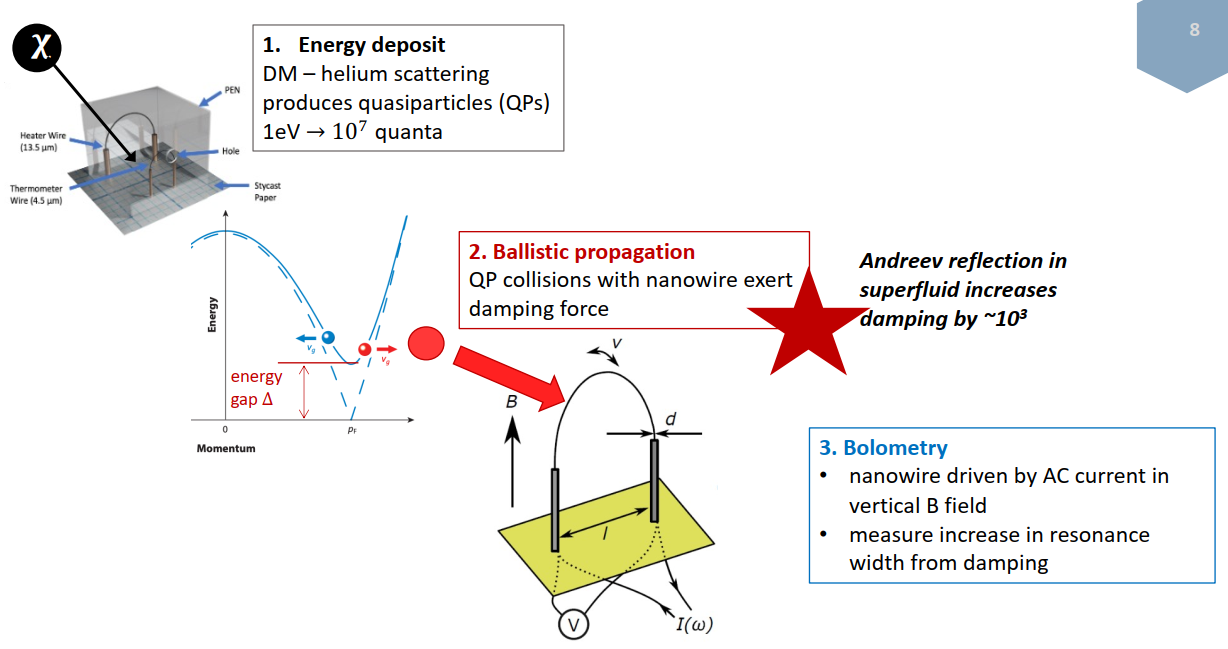 8
χ
1. Energy deposit
DM – helium scattering
produces quasiparticles (QPs)
1eV → 10⁷ quanta
PEN
Heater Wire
(13.5 μm)
Hole
Thermometer
Wire (4.5 μm)
Stycast
Paper
2. Ballistic propagation
QP collisions with nanowire exert
damping force
Andreev reflection in
superfluid increases
damping by ~10³
Energy
v_g
v_g
energy
gap Δ
0
p_F
Momentum
v
B
d
l
V
I(ω)
3. Bolometry
• nanowire driven by AC current in
vertical B field
• measure increase in resonance
width from damping